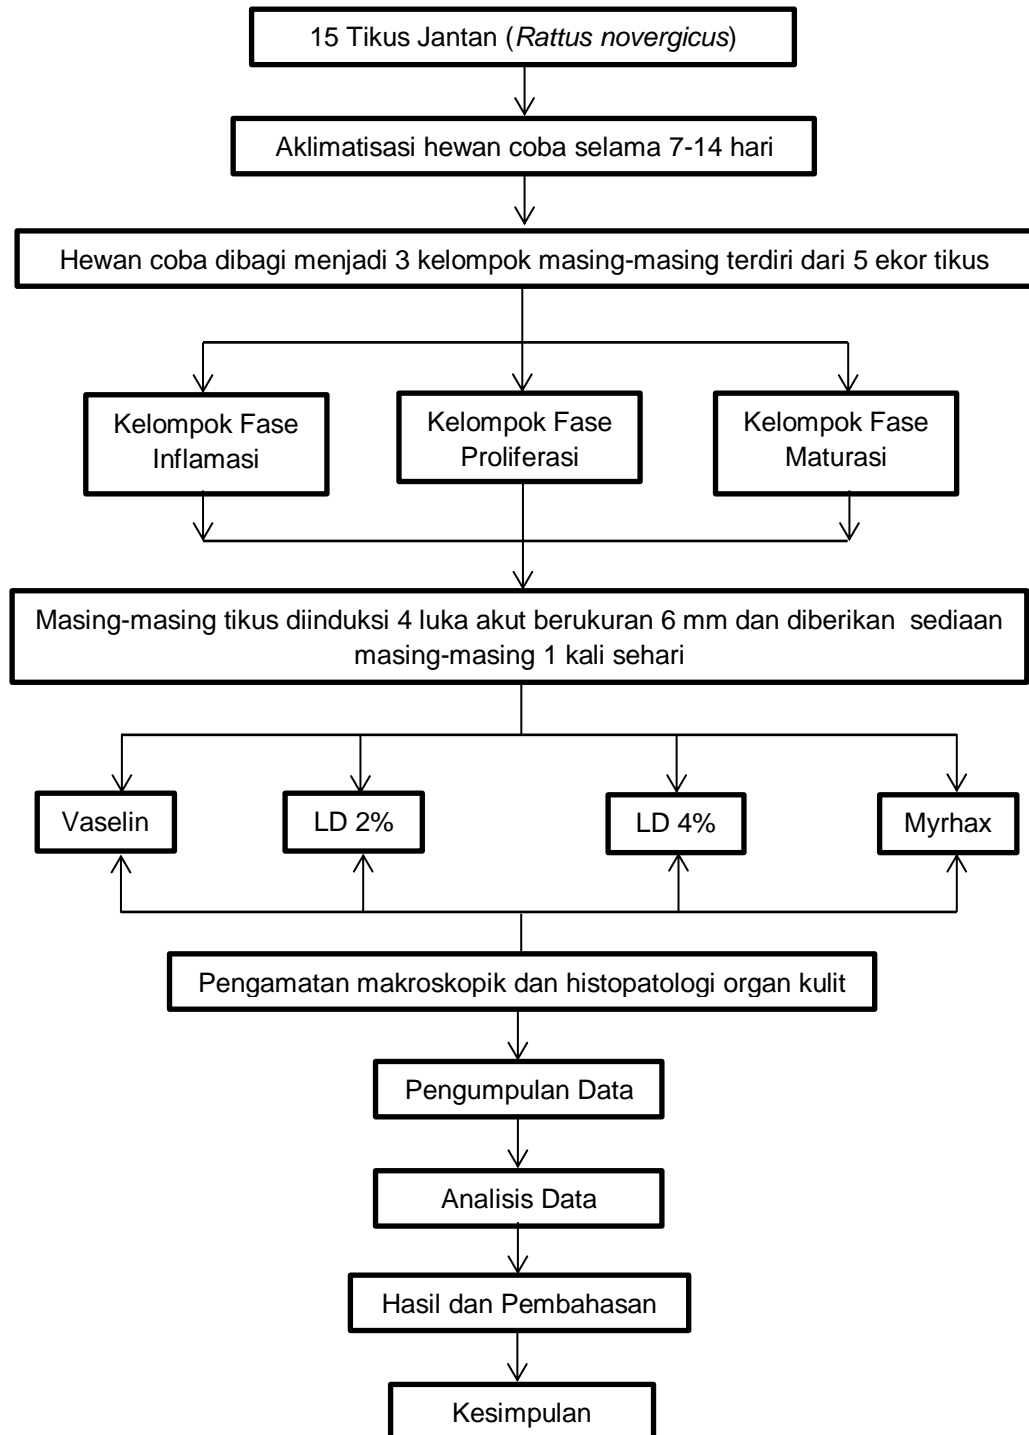 15 Tikus Jantan (Rattus novergicus)
Aklimatisasi hewan coba selama 7-14 hari
Hewan coba dibagi menjadi 3 kelompok masing-masing terdiri dari 5 ekor tikus
Kelompok Fase
Inflamasi
Kelompok Fase
Proliferasi
Kelompok Fase
Maturasi
Masing-masing tikus diinduksi 4 luka akut berukuran 6 mm dan diberikan sediaan
masing-masing 1 kali sehari
Vaselin
LD 2%
LD 4%
Myrhax
Pengamatan makroskopik dan histopatologi organ kulit
Pengumpulan Data
Analisis Data
Hasil dan Pembahasan
Kesimpulan